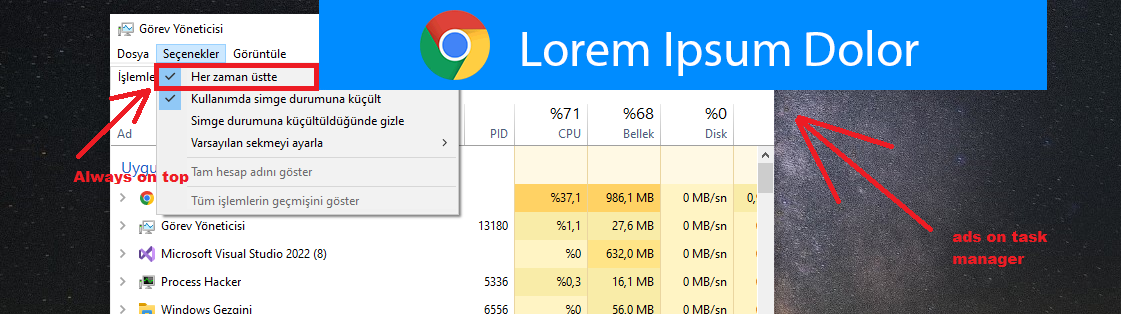 Görev Yöneticisi
Lorem Ipsum Dolor
Dosya Seçenekler Görüntüle
İşlemle
Her zaman üstte
Kullanımda simge durumuna küçült
Simge durumuna küçültüldüğünde gizle
Varsayılan sekmeyi ayarla
Tam hesap adını göster
Tüm işlemlerin geçmişini göster
Always on top
%71 %68 %0
Ad PID CPU Bellek Disk
Uygu
%37,1 986,1 MB 0 MB/sn 0,
Görev Yöneticisi 13180 %1,1 27,6 MB 0 MB/sn
Microsoft Visual Studio 2022 (8) %0 632,0 MB 0 MB/sn
Process Hacker 5336 %0,3 16,1 MB 0 MB/sn
Windows Gezgini 6556 %0 56,0 MB 0 MB/sn
ads on task
manager